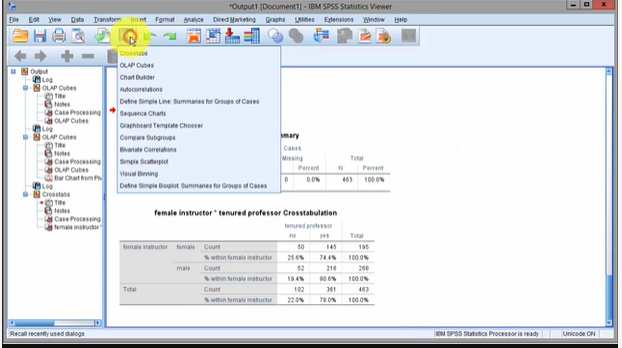 *Output1 [Document1] - IBM SPSS Statistics Viewer
File Edit View Data Transform Insert Format Analyze Direct Marketing Graphs Utilities Extensions Window Help
Crosstabs
OLAP Cubes
Chart Builder
Autocorrelations
Define Simple Line: Summaries for Groups of Cases
Sequence Charts
Graphboard Template Chooser
Compare Subgroups
Bivariate Correlations
Simple Scatterplot
Visual Binning
Define Simple Boxplot: Summaries for Groups of Cases
Output
Log
OLAP Cubes
Title
Notes
Case Processing
OLAP Cubes
Log
OLAP Cubes
Title
Notes
Case Processing
OLAP Cubes
Bar Chart from Piv
Log
Crosstabs
Title
Notes
Case Processing
female instructor *
mmary
Cases
Missing Total
Percent N Percent
0 0.0% 463 100.0%
female instructor * tenured professor Crosstabulation
tenured professor
no yes Total
female instructor female Count 50 145 195
% within female instructor 25.6% 74.4% 100.0%
male Count 52 216 268
% within female instructor 19.4% 80.6% 100.0%
Total Count 102 361 463
% within female instructor 22.0% 78.0% 100.0%
Recall recently used dialogs IBM SPSS Statistics Processor is ready Unicode:ON